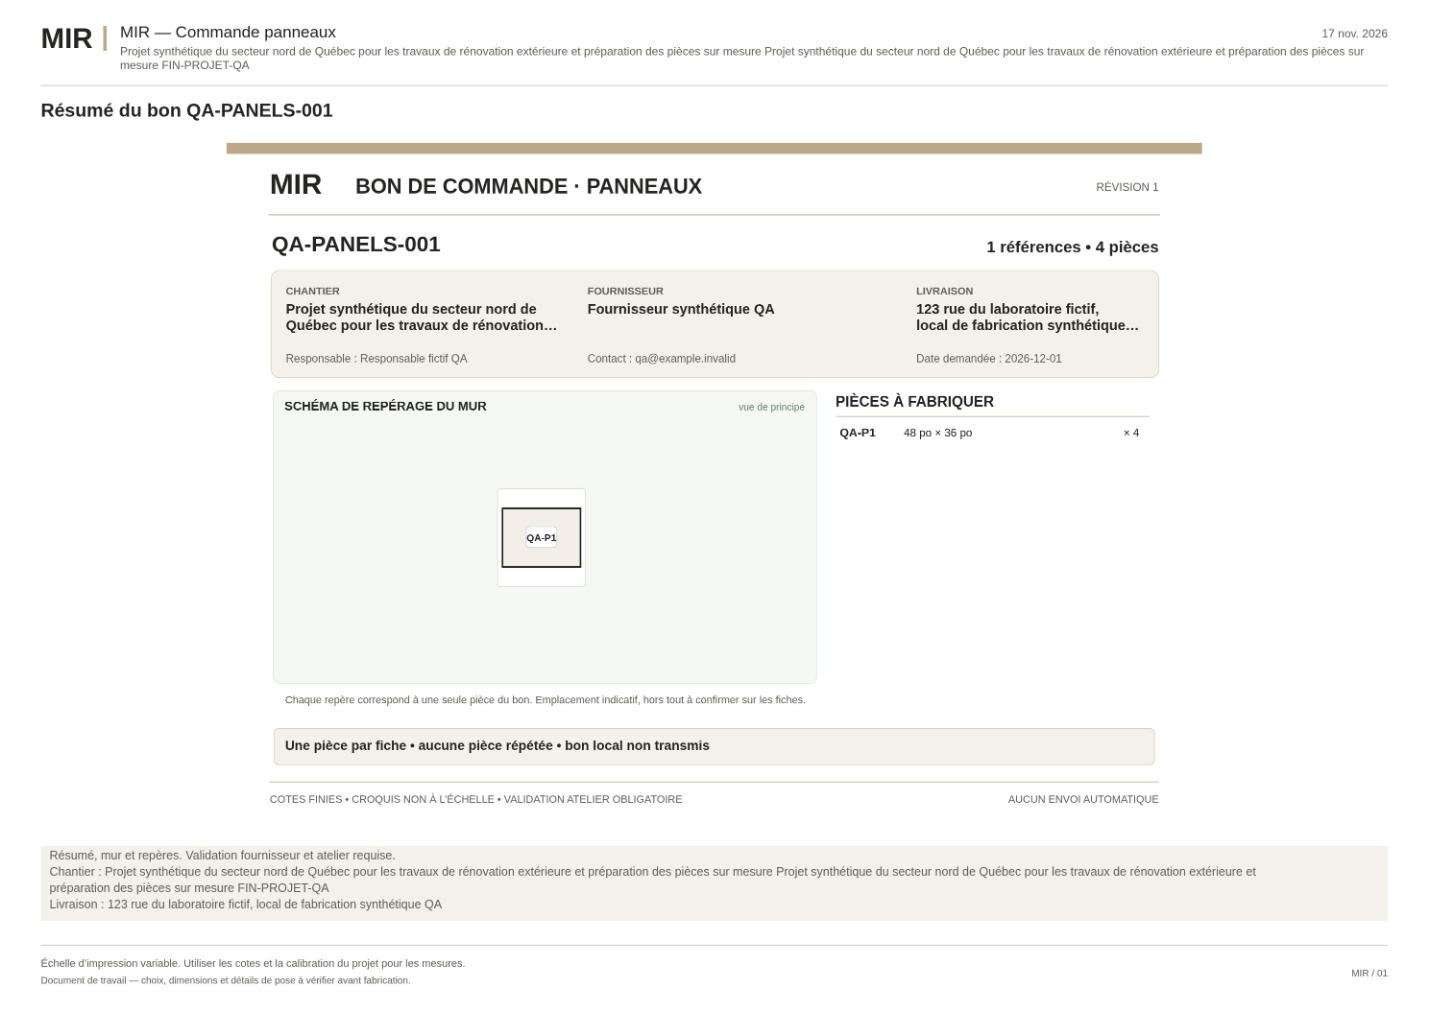 MIR
MIR — Commande panneaux
17 nov. 2026
Projet synthétique du secteur nord de Québec pour les travaux de rénovation extérieure et préparation des pièces sur mesure Projet synthétique du secteur nord de Québec pour les travaux de rénovation extérieure et préparation des pièces sur
mesure FIN-PROJET-QA
Résumé du bon QA-PANELS-001
MIR
BON DE COMMANDE · PANNEAUX
RÉVISION 1
QA-PANELS-001
1 références • 4 pièces
CHANTIER
Projet synthétique du secteur nord de
Québec pour les travaux de rénovation…
Responsable : Responsable fictif QA
FOURNISSEUR
Fournisseur synthétique QA
Contact : qa@example.invalid
LIVRAISON
123 rue du laboratoire fictif,
local de fabrication synthétique…
Date demandée : 2026-12-01
SCHÉMA DE REPÉRAGE DU MUR
vue de principe
QA-P1
Chaque repère correspond à une seule pièce du bon. Emplacement indicatif, hors tout à confirmer sur les fiches.
PIÈCES À FABRIQUER
QA-P1 48 po × 36 po × 4
Une pièce par fiche • aucune pièce répétée • bon local non transmis
COTES FINIES • CROQUIS NON À L'ÉCHELLE • VALIDATION ATELIER OBLIGATOIRE
AUCUN ENVOI AUTOMATIQUE
Résumé, mur et repères. Validation fournisseur et atelier requise.
Chantier : Projet synthétique du secteur nord de Québec pour les travaux de rénovation extérieure et préparation des pièces sur mesure Projet synthétique du secteur nord de Québec pour les travaux de rénovation extérieure et
préparation des pièces sur mesure FIN-PROJET-QA
Livraison : 123 rue du laboratoire fictif, local de fabrication synthétique QA
Échelle d'impression variable. Utiliser les cotes et la calibration du projet pour les mesures.
Document de travail — choix, dimensions et détails de pose à vérifier avant fabrication.
MIR / 01